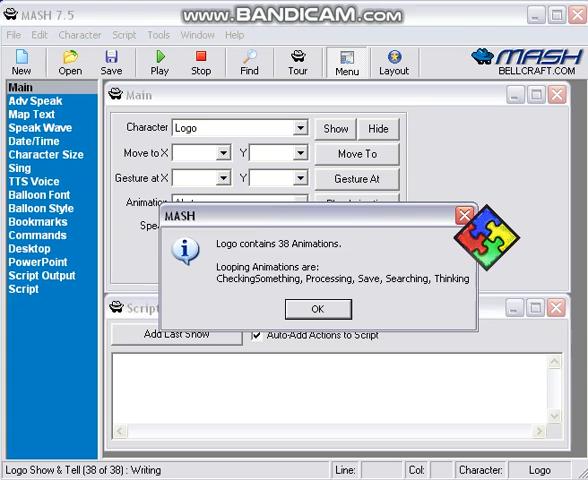 MASH 7.5
www.BANDICAM.com
File Edit Character Script Tools Window Help
New Open Save Play Stop Find Tour Menu Layout
MASH
BELLCRAFT.COM
Main
Adv Speak
Map Text
Speak Wave
Date/Time
Character Size
Sing
TTS Voice
Balloon Font
Balloon Style
Bookmarks
Commands
Desktop
PowerPoint
Script Output
Script
Main
Character Logo Show Hide
Move to X Y Move To
Gesture at X Y Gesture At
Animation
MASH
Logo contains 38 Animations.
Looping Animations are:
CheckingSomething, Processing, Save, Searching, Thinking
OK
Script
Add Last Show Auto-Add Actions to Script
Logo Show & Tell (38 of 38) : Writing Line: Col: Character: Logo